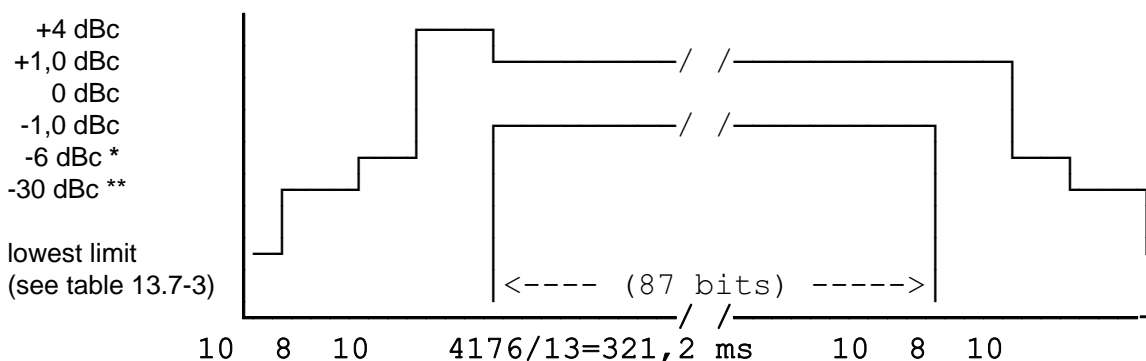 +4 dBc
+1,0 dBc
0 dBc
-1,0 dBc
-6 dBc *
-30 dBc **
lowest limit
(see table 13.7-3)
<---- (87 bits) ----->
10 8 10 4176/13=321,2 ms 10 8 10